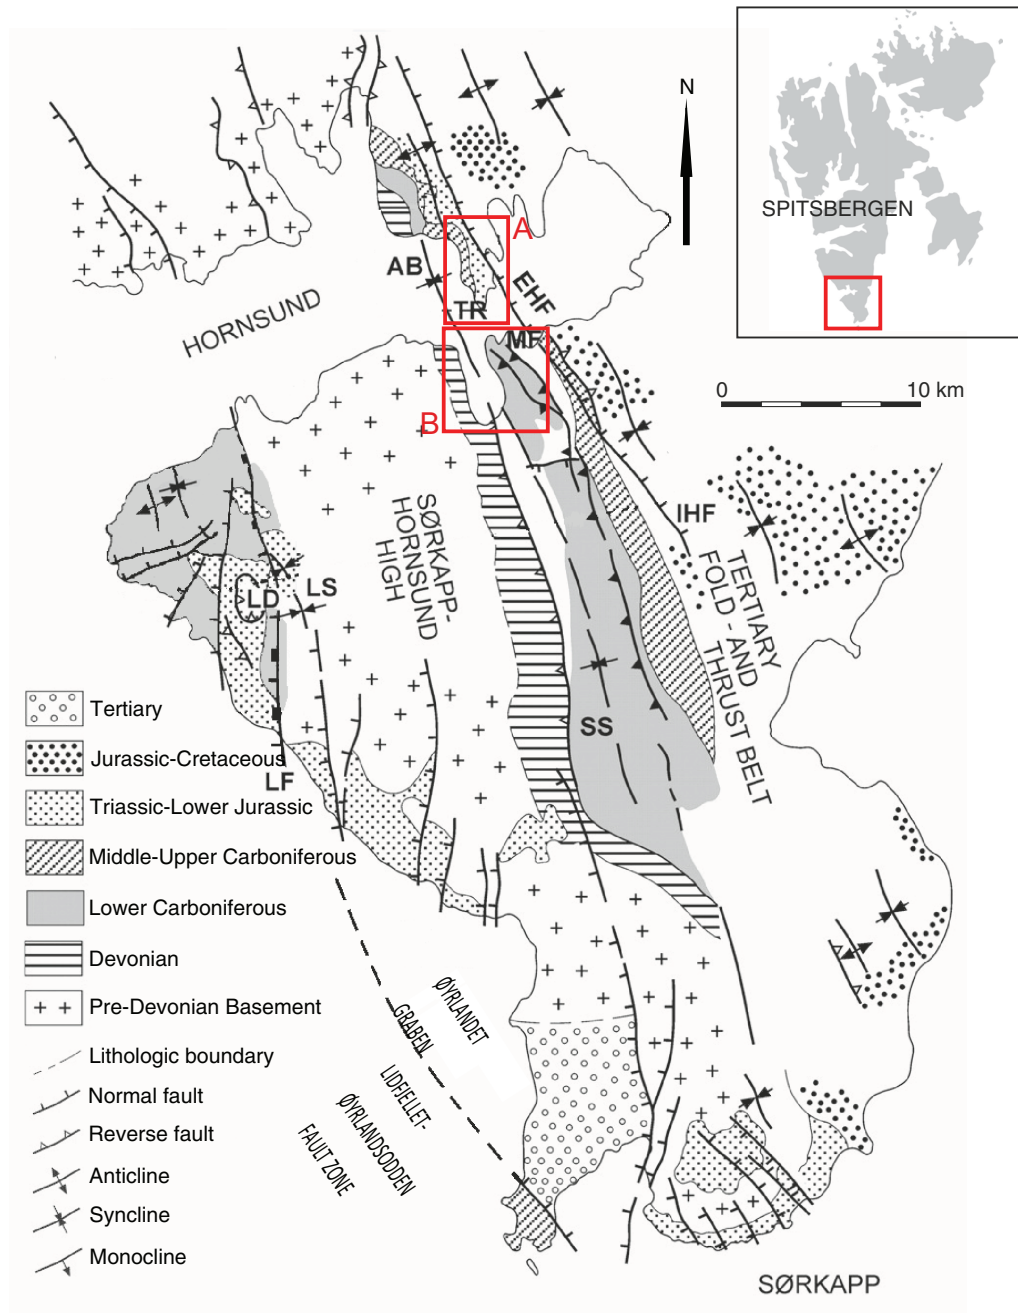 N
SPITSBERGEN
A
AB
HORNSUND
TR
EHF
MF
B
0 10 km
SØRKAPP-
HORNSUND
HIGH
IHF
TERTIARY
FOLD - AND
THRUST BELT
LD
LS
SS
LF
Tertiary
Jurassic-Cretaceous
Triassic-Lower Jurassic
Middle-Upper Carboniferous
Lower Carboniferous
Devonian
Pre-Devonian Basement
Lithologic boundary
Normal fault
Reverse fault
Anticline
Syncline
Monocline
ØYRLANDET
GRABEN
LIDFJELLET-
ØYRLANDSODDEN
FAULT ZONE
SØRKAPP